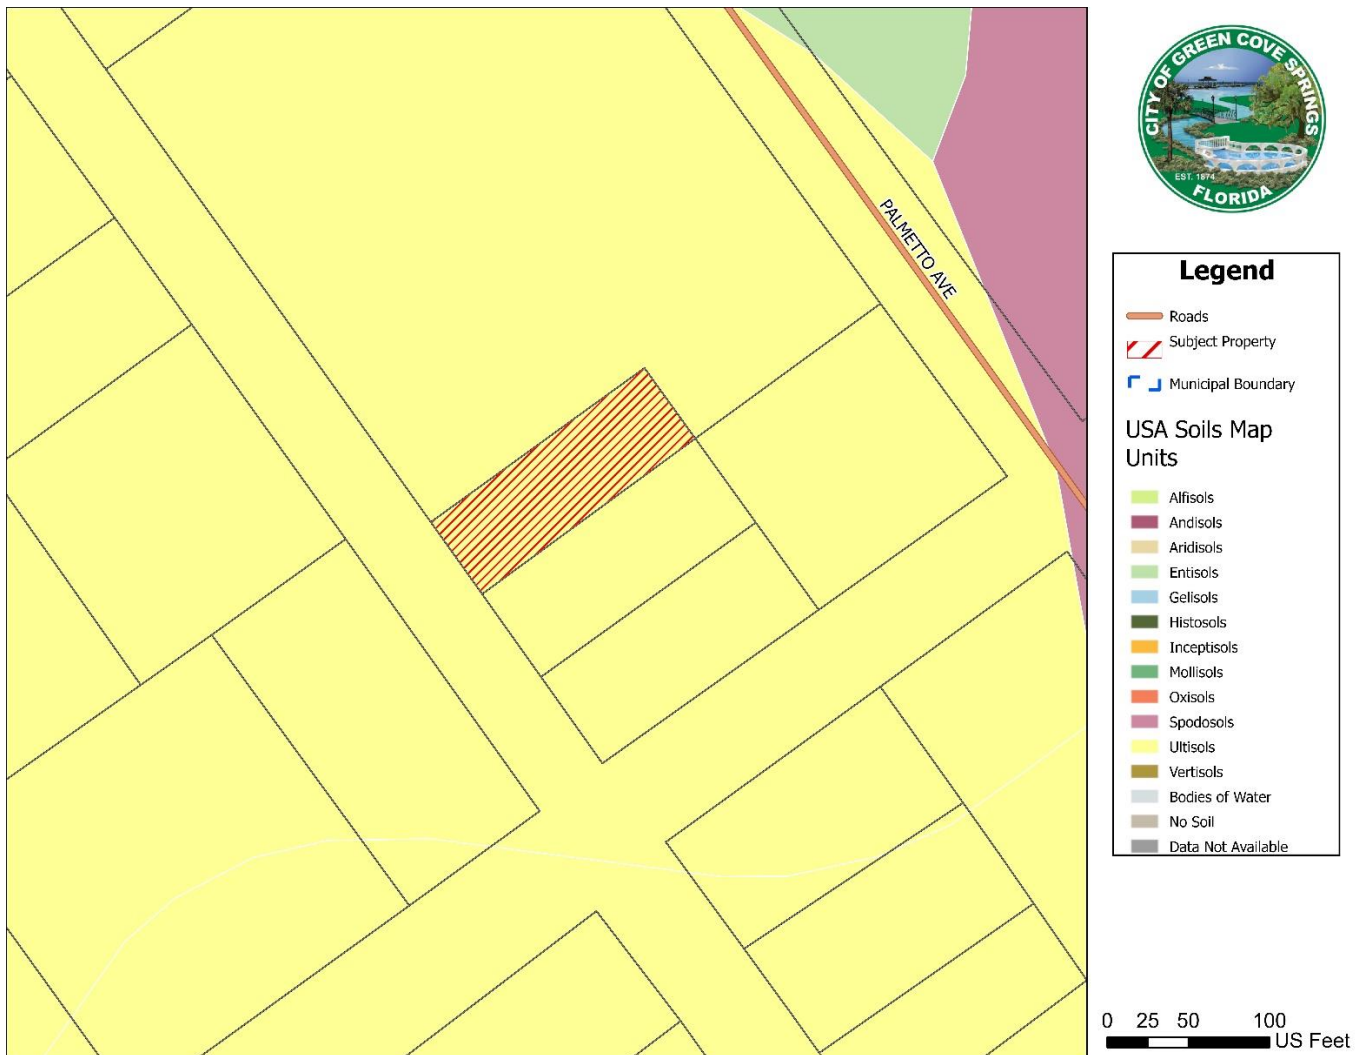 PALMETTO AVE
CITY OF GREEN COVE SPRINGS
EST. 1874
FLORIDA
Legend
Roads
Subject Property
Municipal Boundary
USA Soils Map
Units
Alfisols
Andisols
Aridisols
Entisols
Gelisols
Histosols
Inceptisols
Mollisols
Oxisols
Spodosols
Ultisols
Vertisols
Bodies of Water
No Soil
Data Not Available
0 25 50 100
US Feet